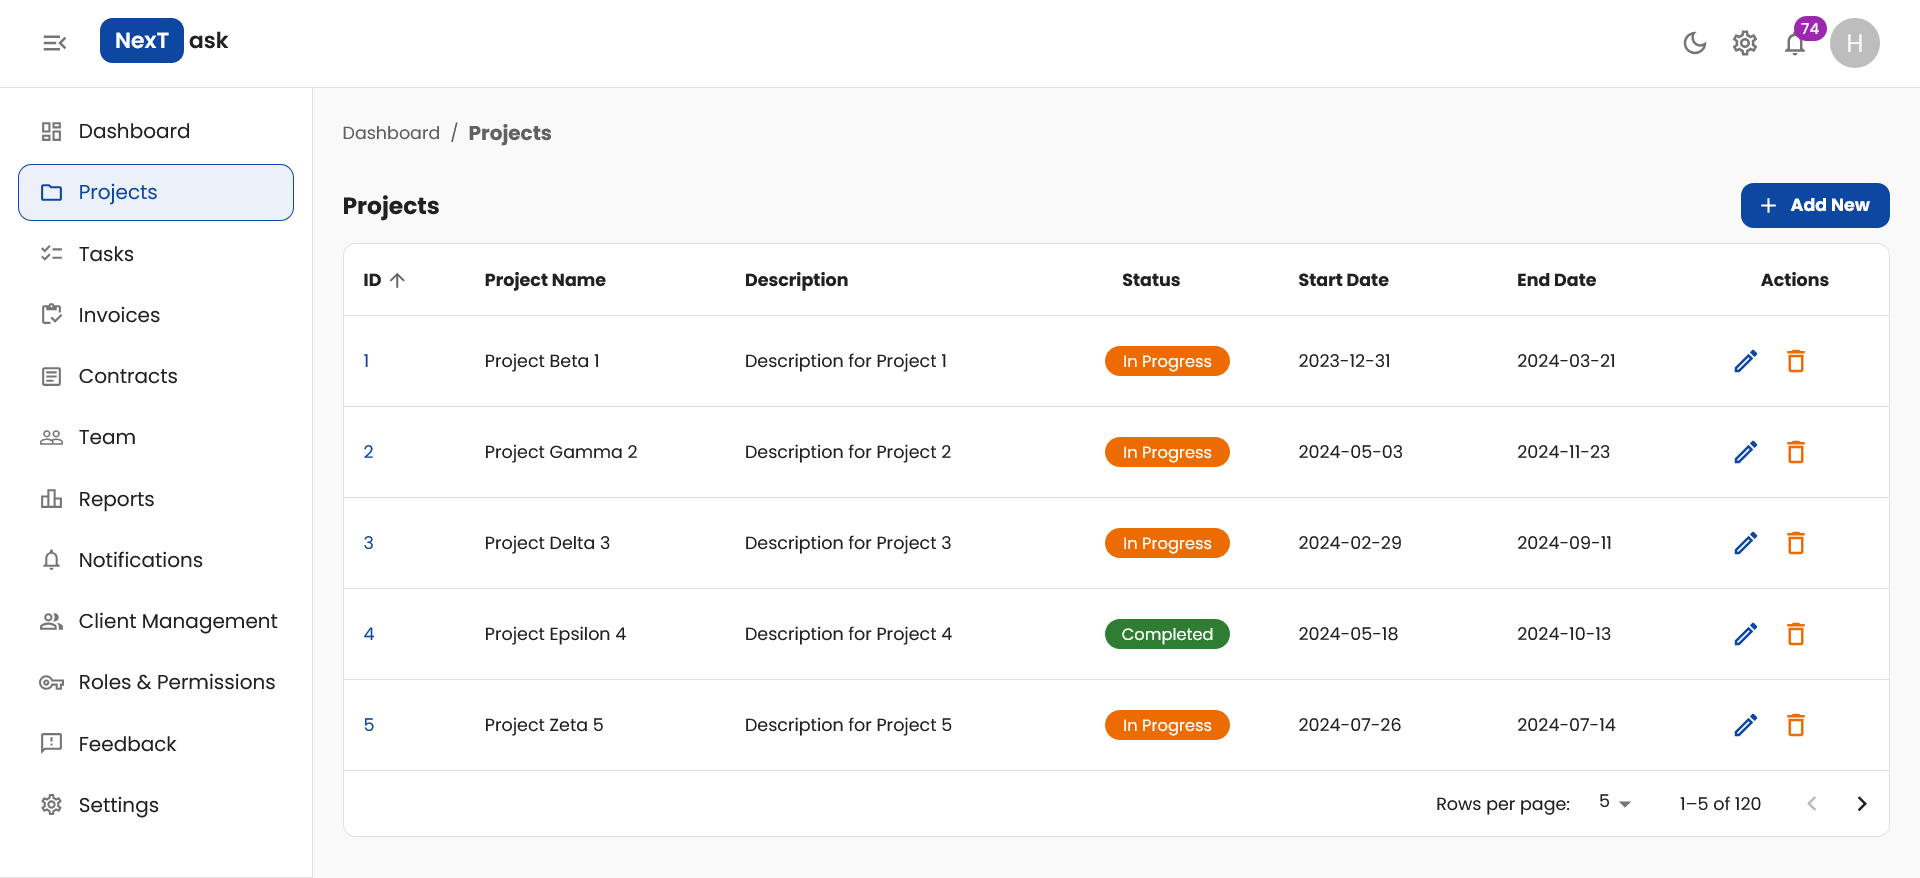 NexT ask
74
H
Dashboard
Projects
Tasks
Invoices
Contracts
Team
Reports
Notifications
Client Management
Roles & Permissions
Feedback
Settings
Dashboard / Projects
Projects
Add New
ID Project Name Description Status Start Date End Date Actions
1 Project Beta 1 Description for Project 1 In Progress 2023-12-31 2024-03-21
2 Project Gamma 2 Description for Project 2 In Progress 2024-05-03 2024-11-23
3 Project Delta 3 Description for Project 3 In Progress 2024-02-29 2024-09-11
4 Project Epsilon 4 Description for Project 4 Completed 2024-05-18 2024-10-13
5 Project Zeta 5 Description for Project 5 In Progress 2024-07-26 2024-07-14
Rows per page: 5 1–5 of 120